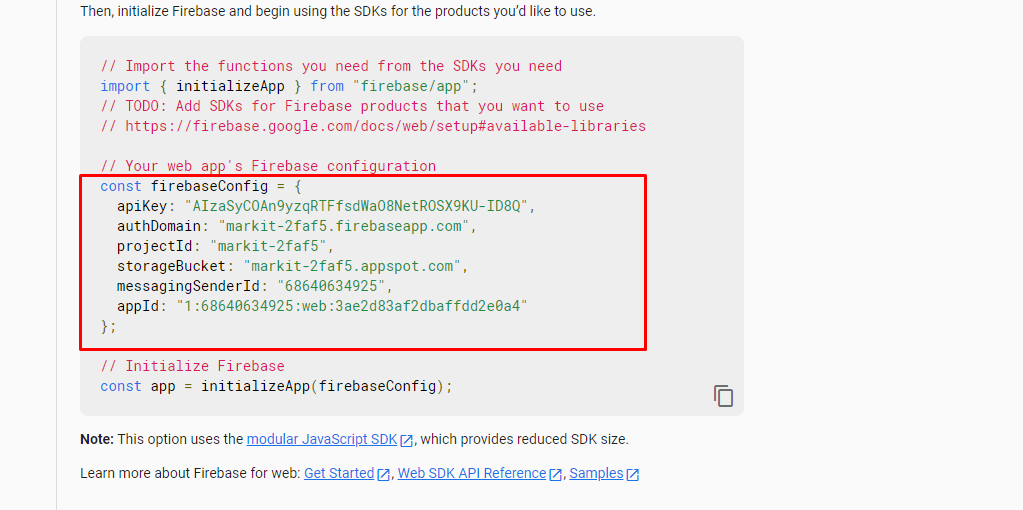 Then, initialize Firebase and begin using the SDKs for the products you'd like to use.
// Import the functions you need from the SDKs you need
import { initializeApp } from "firebase/app";
// TODO: Add SDKs for Firebase products that you want to use
// https://firebase.google.com/docs/web/setup#available-libraries
// Your web app's Firebase configuration
const firebaseConfig = {
apiKey: "AIzaSyCOAn9yzqRTFfsdWaO8NetROSX9KU-ID8Q",
authDomain: "markit-2faf5.firebaseapp.com",
projectId: "markit-2faf5",
storageBucket: "markit-2faf5.appspot.com",
messagingSenderId: "68640634925",
appId: "1:68640634925:web:3ae2d83af2dbaffdd2e0a4"
};
// Initialize Firebase
const app = initializeApp(firebaseConfig);
Note: This option uses the modular JavaScript SDK, which provides reduced SDK size.
Learn more about Firebase for web: Get Started, Web SDK API Reference, Samples